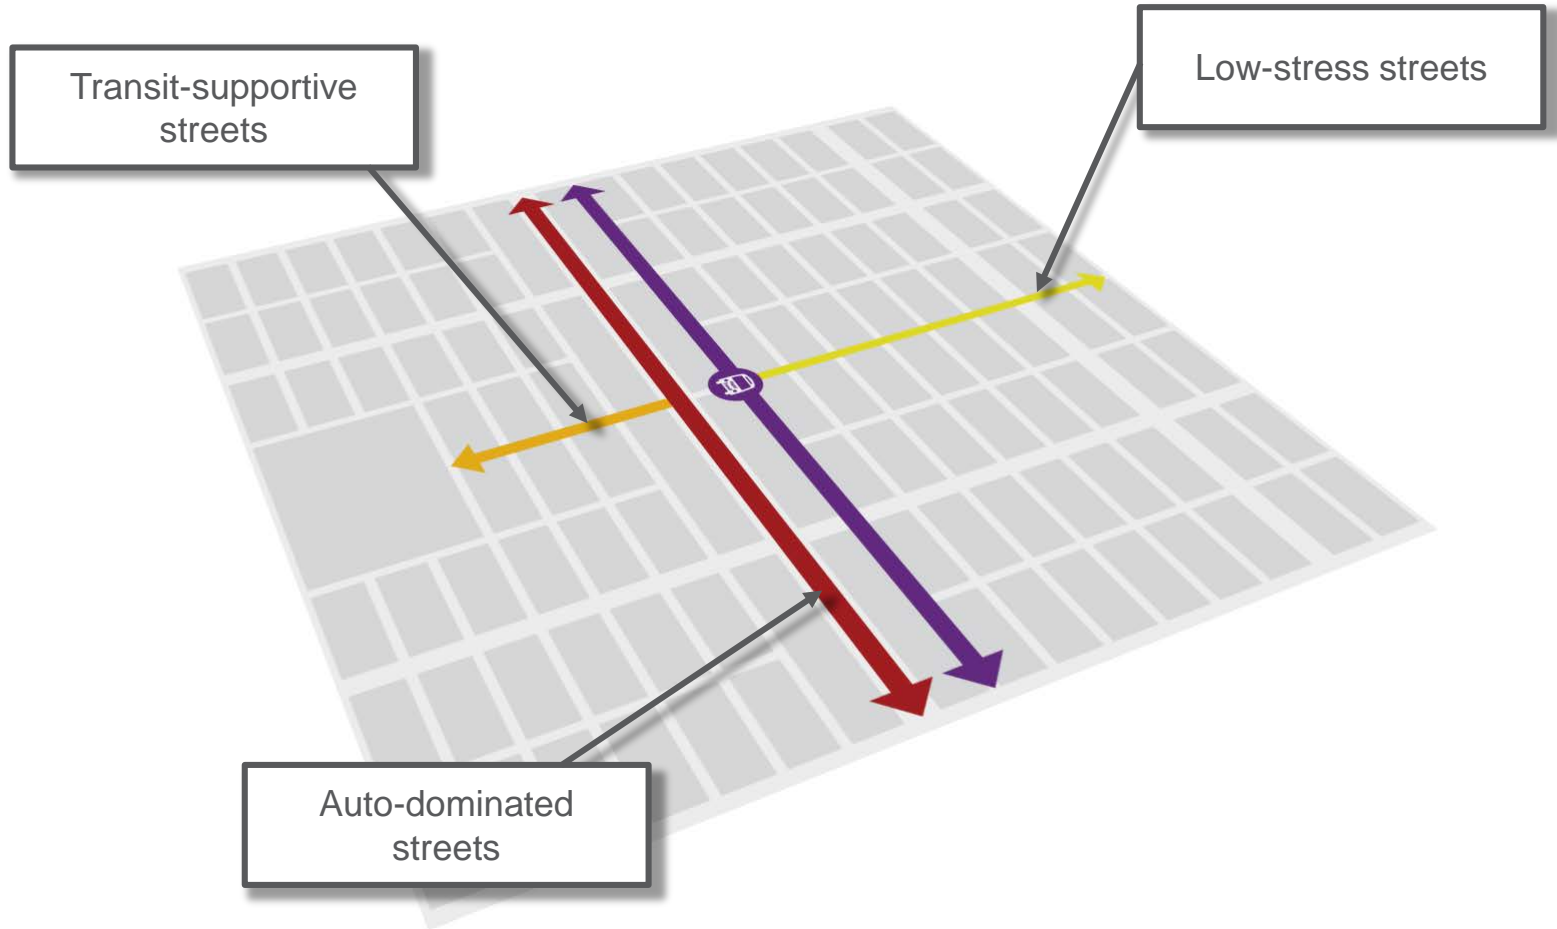 Transit-supportive
streets
Low-stress streets
Auto-dominated
streets